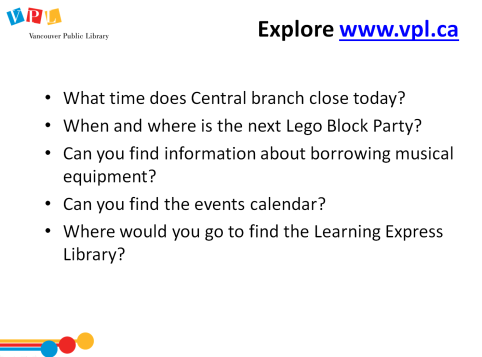 VPL
Vancouver Public Library
Explore www.vpl.ca
• What time does Central branch close today?
• When and where is the next Lego Block Party?
• Can you find information about borrowing musical
equipment?
• Can you find the events calendar?
• Where would you go to find the Learning Express
Library?